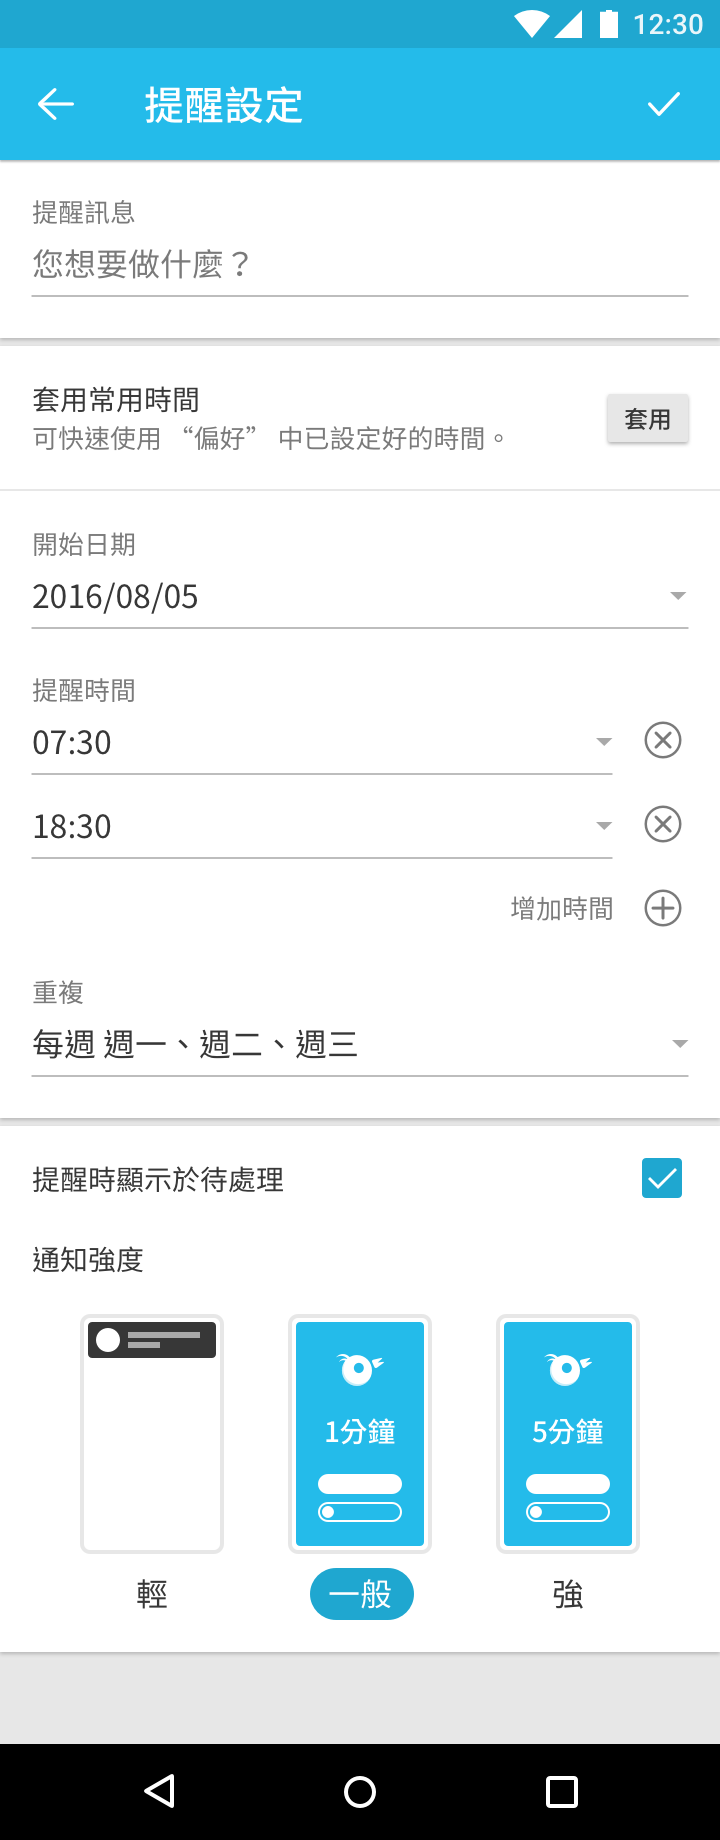 12:30
提醒設定
提醒訊息
您想要做什麼？
套用常用時間
可快速使用 “偏好” 中已設定好的時間。
套用
開始日期
2016/08/05
提醒時間
07:30
18:30
增加時間
重複
每週 週一、週二、週三
提醒時顯示於待處理
通知強度
1分鐘
5分鐘
輕
一般
強